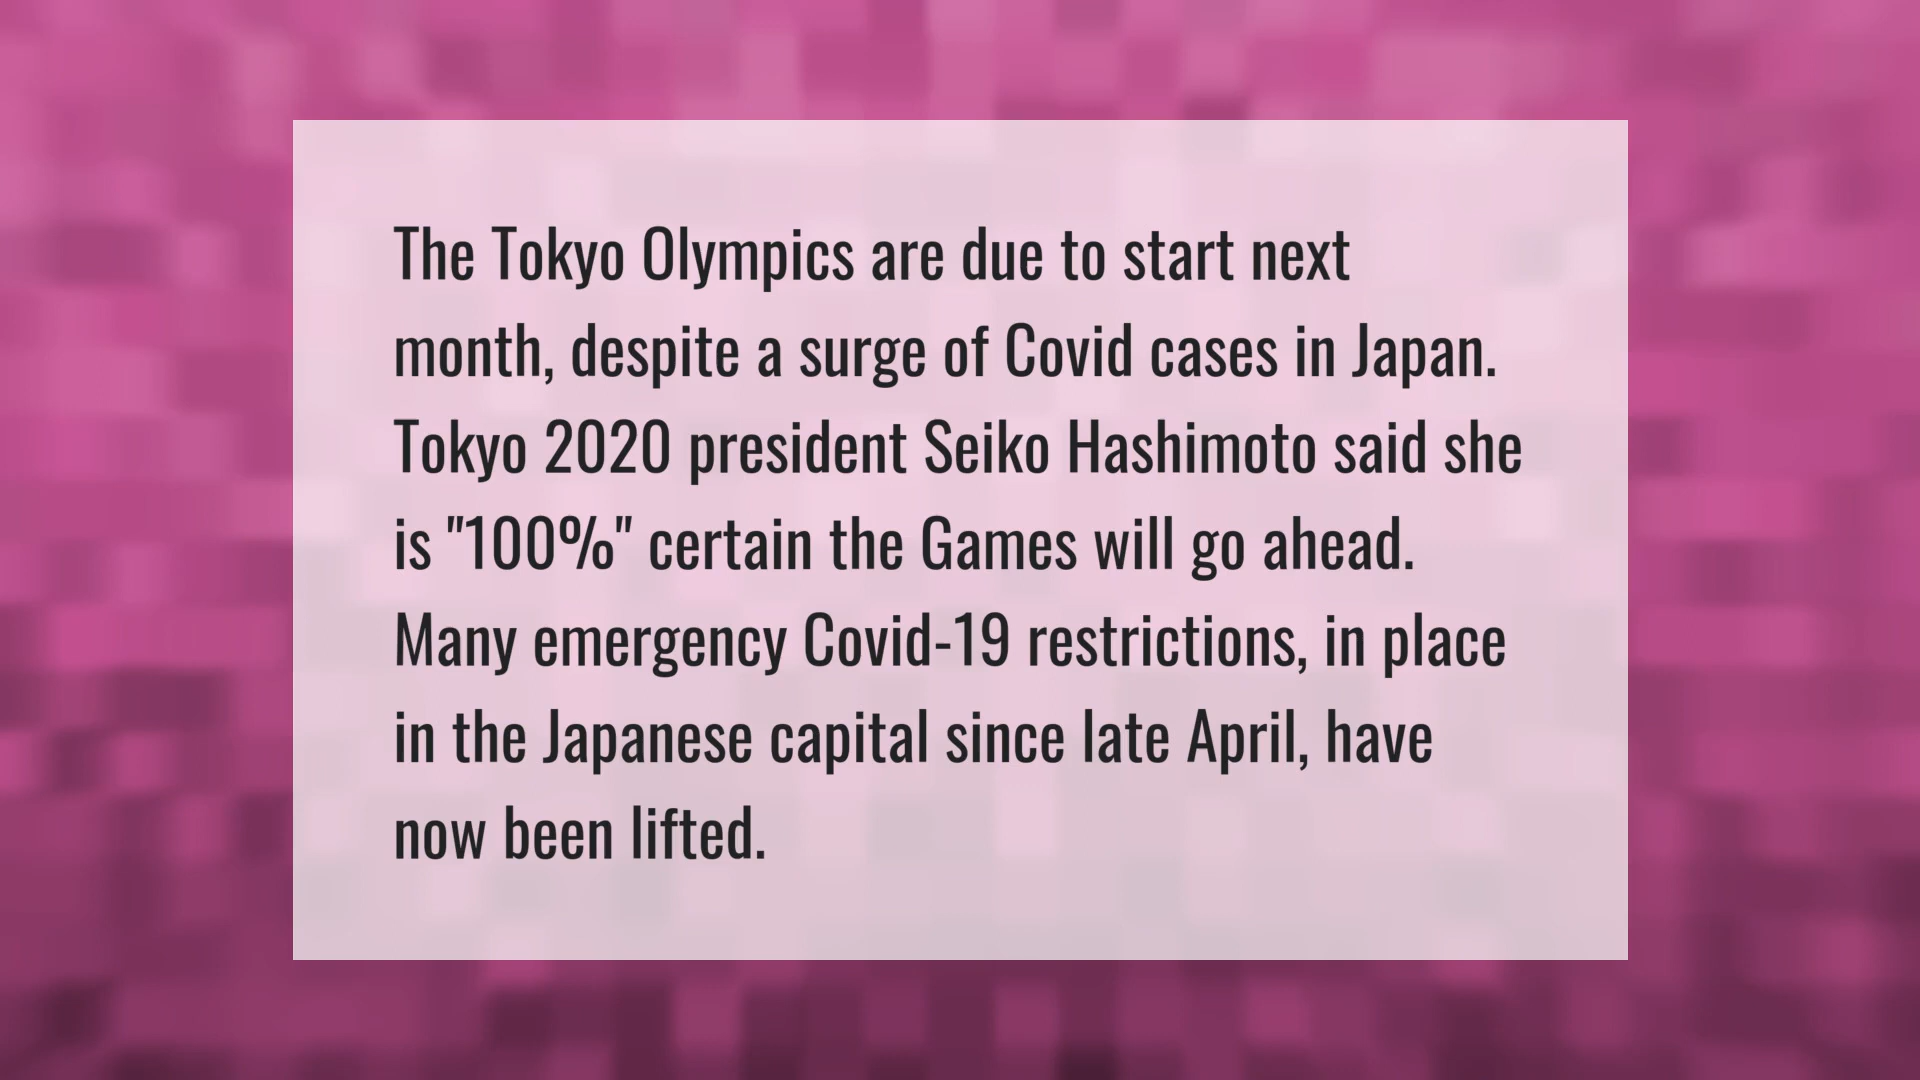 The Tokyo Olympics are due to start next
month, despite a surge of Covid cases in Japan.
Tokyo 2020 president Seiko Hashimoto said she
is "100%" certain the Games will go ahead.
Many emergency Covid-19 restrictions, in place
in the Japanese capital since late April, have
now been lifted.